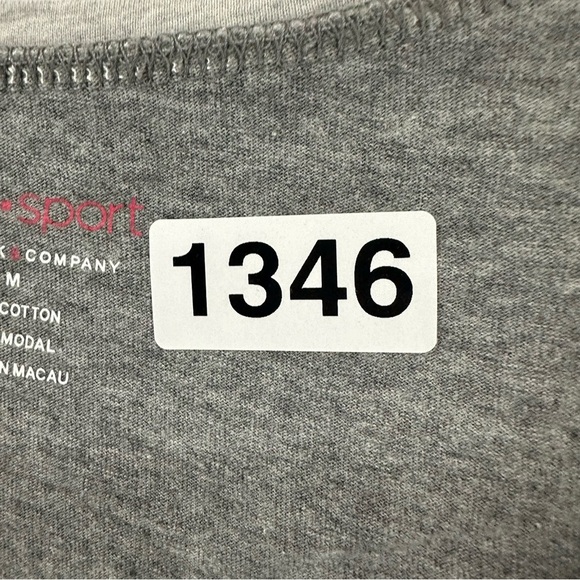 sport
& COMPANY
M
COTTON
MODAL
N MACAU
1346